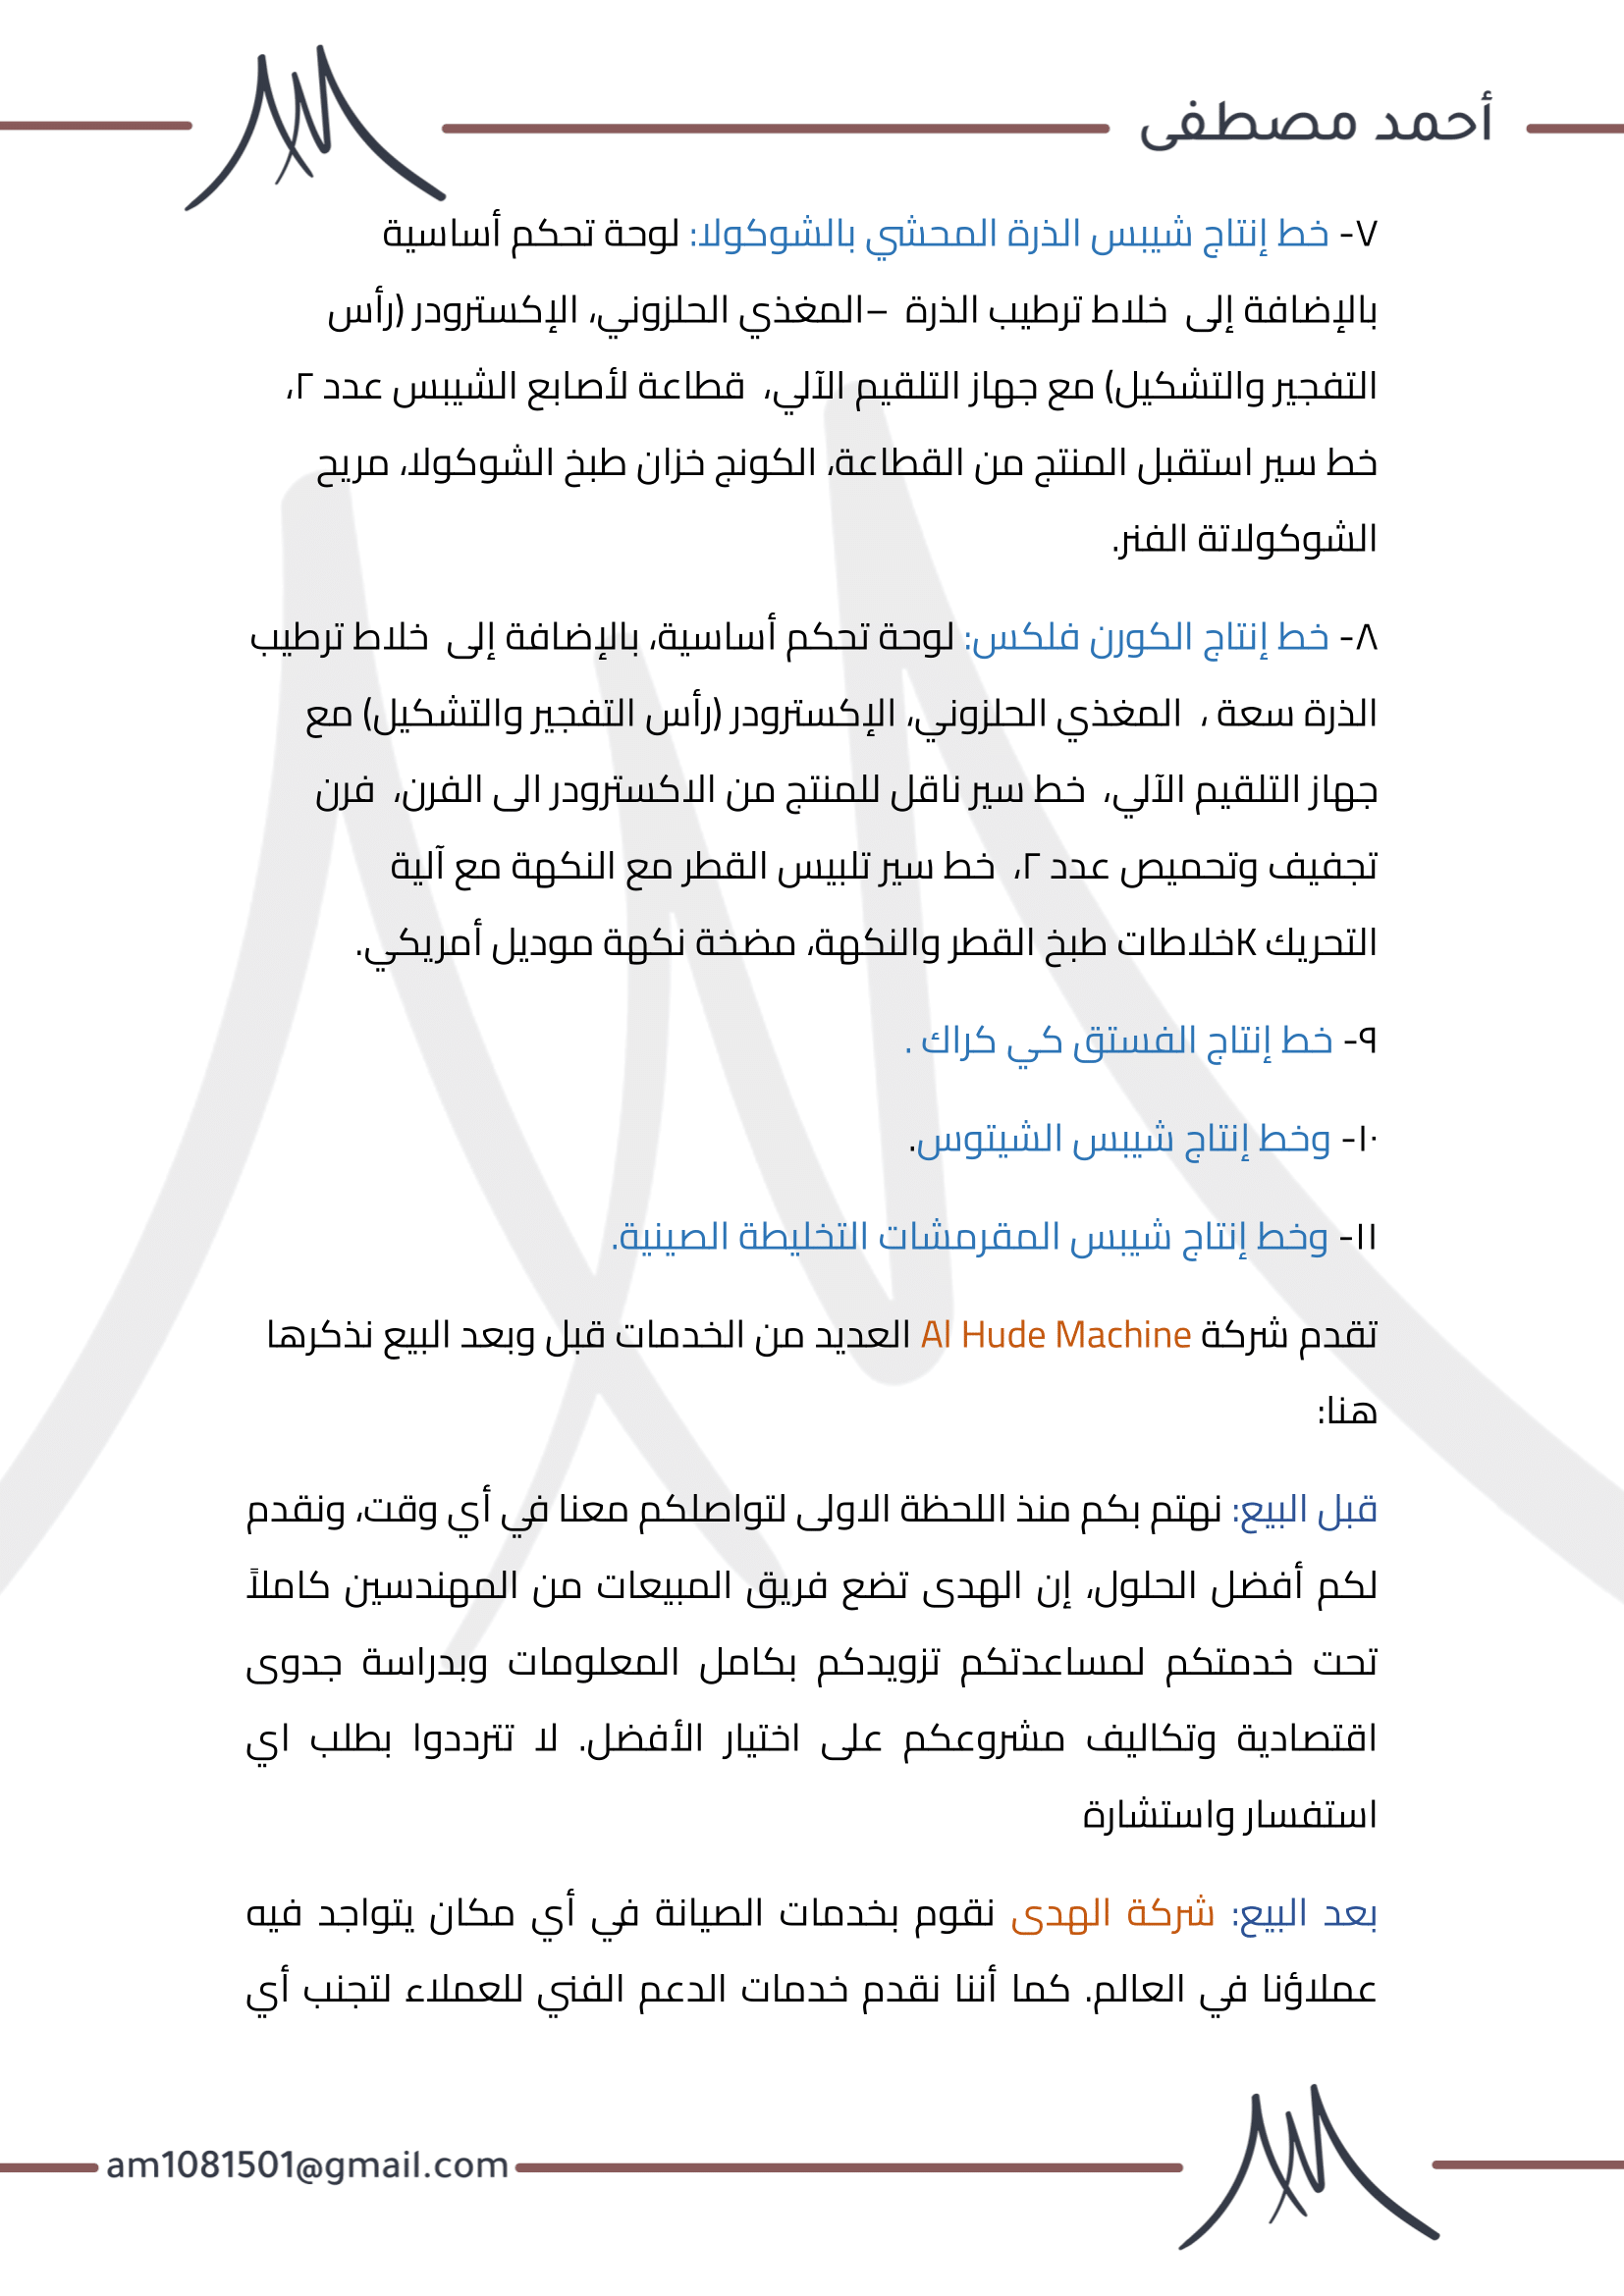 أحمد مصطفى
٧- خط إنتاج شيبس الذرة المحشي بالشوكولا: لوحة تحكم أساسية
بالإضافة إلى خلاط ترطيب الذرة –المغذي الحلزوني، الإكسترودر (رأس
التفجير والتشكيل) مع جهاز التلقيم الآلي، قطاعة لأصابع الشيبس عدد ٢،
خط سير استقبل المنتج من القطاعة، الكونج خزان طبخ الشوكولا، مريح
الشوكولاتة الفنر.
٨- خط إنتاج الكورن فلكس: لوحة تحكم أساسية، بالإضافة إلى خلاط ترطيب
الذرة سعة ، المغذي الحلزوني، الإكسترودر (رأس التفجير والتشكيل) مع
جهاز التلقيم الآلي، خط سير ناقل للمنتج من الاكسترودر الى الفرن، فرن
تجفيف وتحميص عدد ٢، خط سير تلبيس القطر مع النكهة مع آلية
التحريك Kخلاطات طبخ القطر والنكهة، مضخة نكهة موديل أمريكي.
٩- خط إنتاج الفستق كي كراك .
١٠- وخط إنتاج شيبس الشيتوس.
١١- وخط إنتاج شيبس المقرمشات التخليطة الصينية.
تقدم شركة Al Hude Machine العديد من الخدمات قبل وبعد البيع نذكرها
هنا:
قبل البيع: نهتم بكم منذ اللحظة الاولى لتواصلكم معنا في أي وقت، ونقدم
لكم أفضل الحلول، إن الهدى تضع فريق المبيعات من المهندسين كاملاً
تحت خدمتكم لمساعدتكم تزويدكم بكامل المعلومات وبدراسة جدوى
اقتصادية وتكاليف مشروعكم على اختيار الأفضل. لا تترددوا بطلب اي
استفسار واستشارة
بعد البيع: شركة الهدى نقوم بخدمات الصيانة في أي مكان يتواجد فيه
عملاؤنا في العالم. كما أننا نقدم خدمات الدعم الفني للعملاء لتجنب أي
am1081501@gmail.com